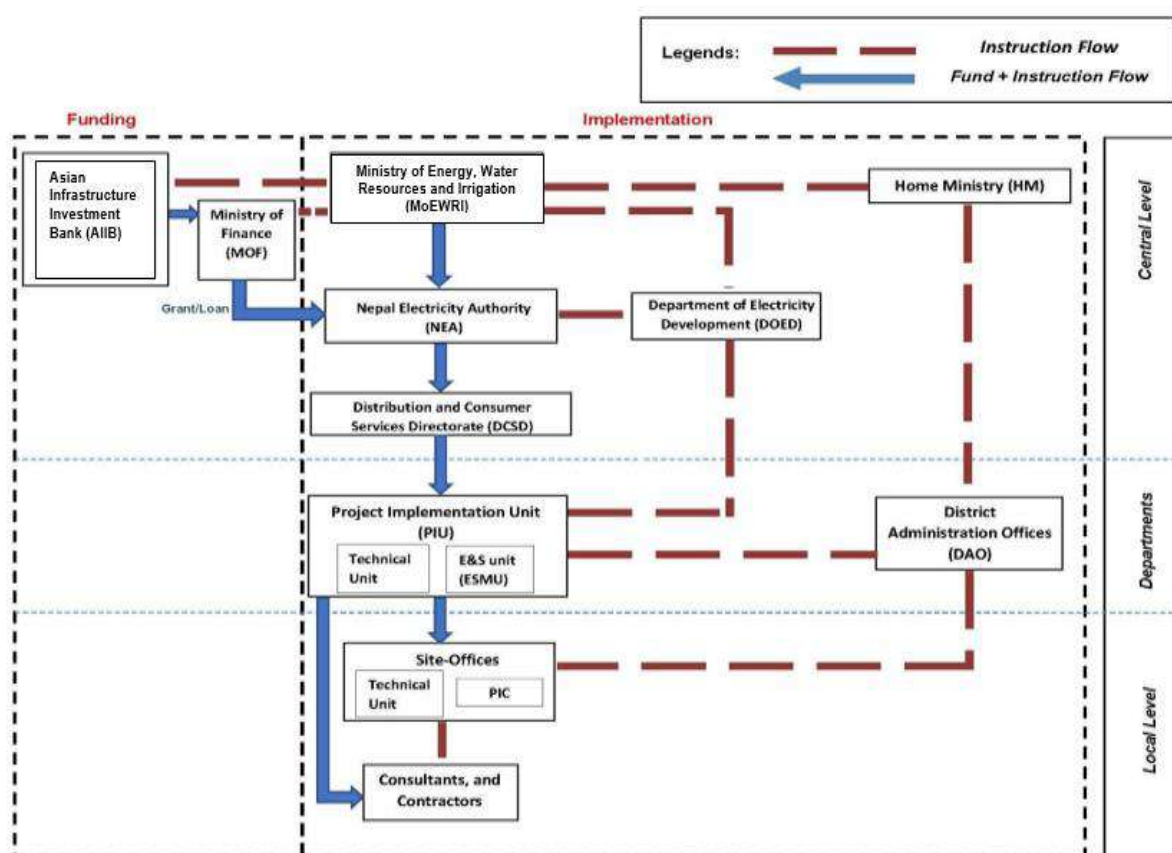 Legends:
Instruction Flow
Fund + Instruction Flow
Funding
Implementation
Asian
Infrastructure
Investment
Bank (AIIB)
Ministry of
Finance
(MOF)
Grant/Loan
Ministry of Energy, Water
Resources and Irrigation
(MoEWRI)
Home Ministry (HM)
Central Level
Nepal Electricity Authority
(NEA)
Department of Electricity
Development (DOED)
Distribution and Consumer
Services Directorate (DCSD)
Project Implementation Unit
(PIU)
Technical
Unit
E&S unit
(ESMU)
District
Administration Offices
(DAO)
Departments
Site-Offices
Technical
Unit
PIC
Consultants, and
Contractors
Local Level